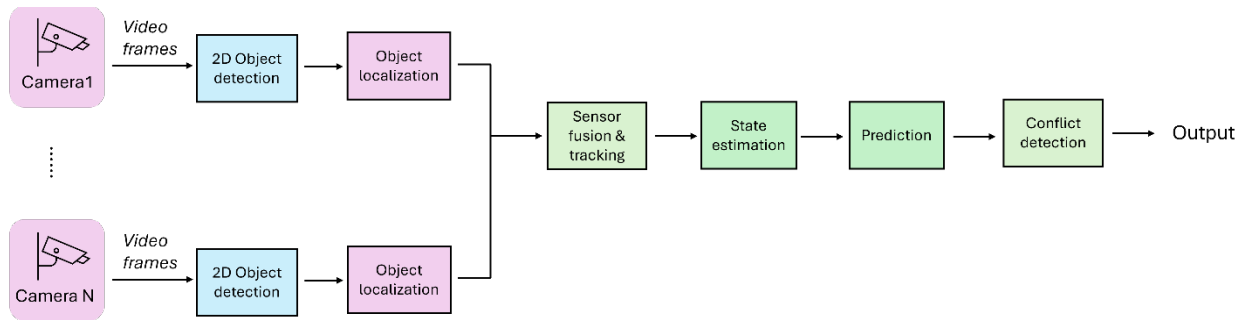 Camera1
Video
frames
2D Object
detection
Object
localization
Sensor
fusion &
tracking
State
estimation
Prediction
Conflict
detection
Output
Camera N
Video
frames
2D Object
detection
Object
localization